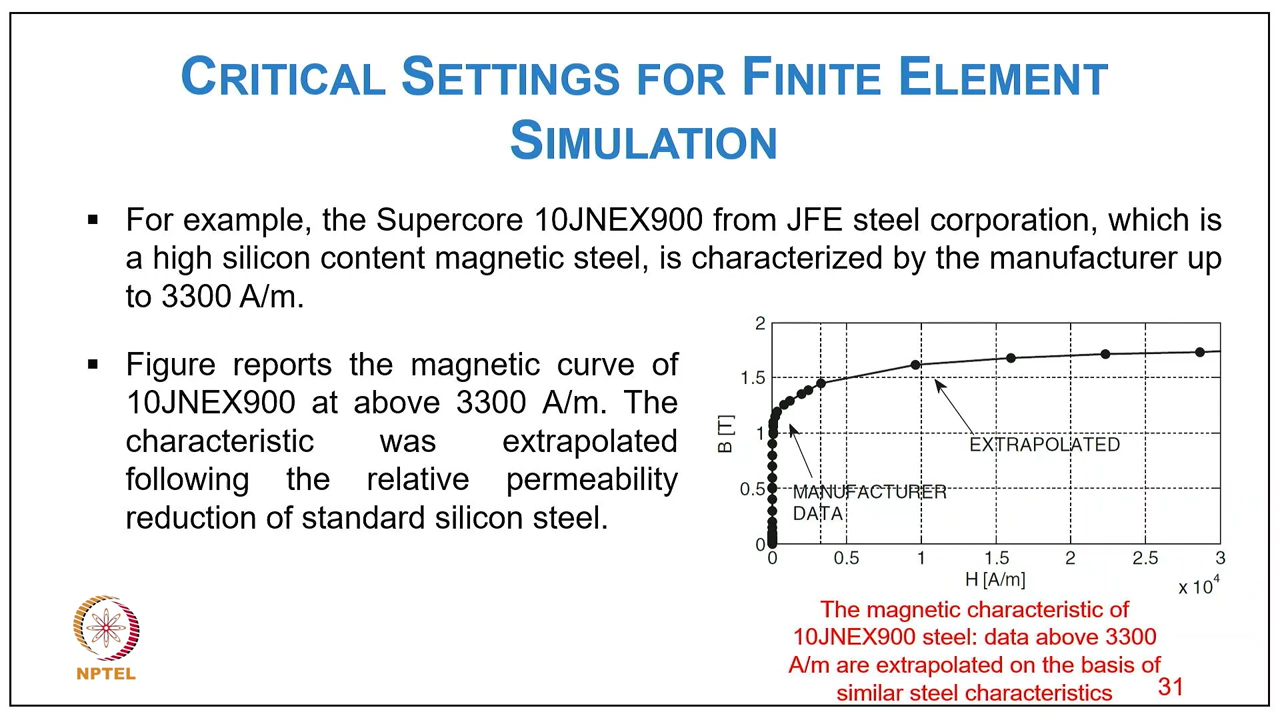 CRITICAL SETTINGS FOR FINITE ELEMENT
SIMULATION
▪ For example, the Supercore 10JNEX900 from JFE steel corporation, which is
a high silicon content magnetic steel, is characterized by the manufacturer up
to 3300 A/m.
▪ Figure reports the magnetic curve of
10JNEX900 at above 3300 A/m. The
characteristic was extrapolated
following the relative permeability
reduction of standard silicon steel.
2
1.5
1
0.5
0
B [T]
EXTRAPOLATED
MANUFACTURER
DATA
0 0.5 1 1.5 2 2.5 3
H [A/m]
x 10⁴
The magnetic characteristic of
10JNEX900 steel: data above 3300
A/m are extrapolated on the basis of
similar steel characteristics
31
NPTEL